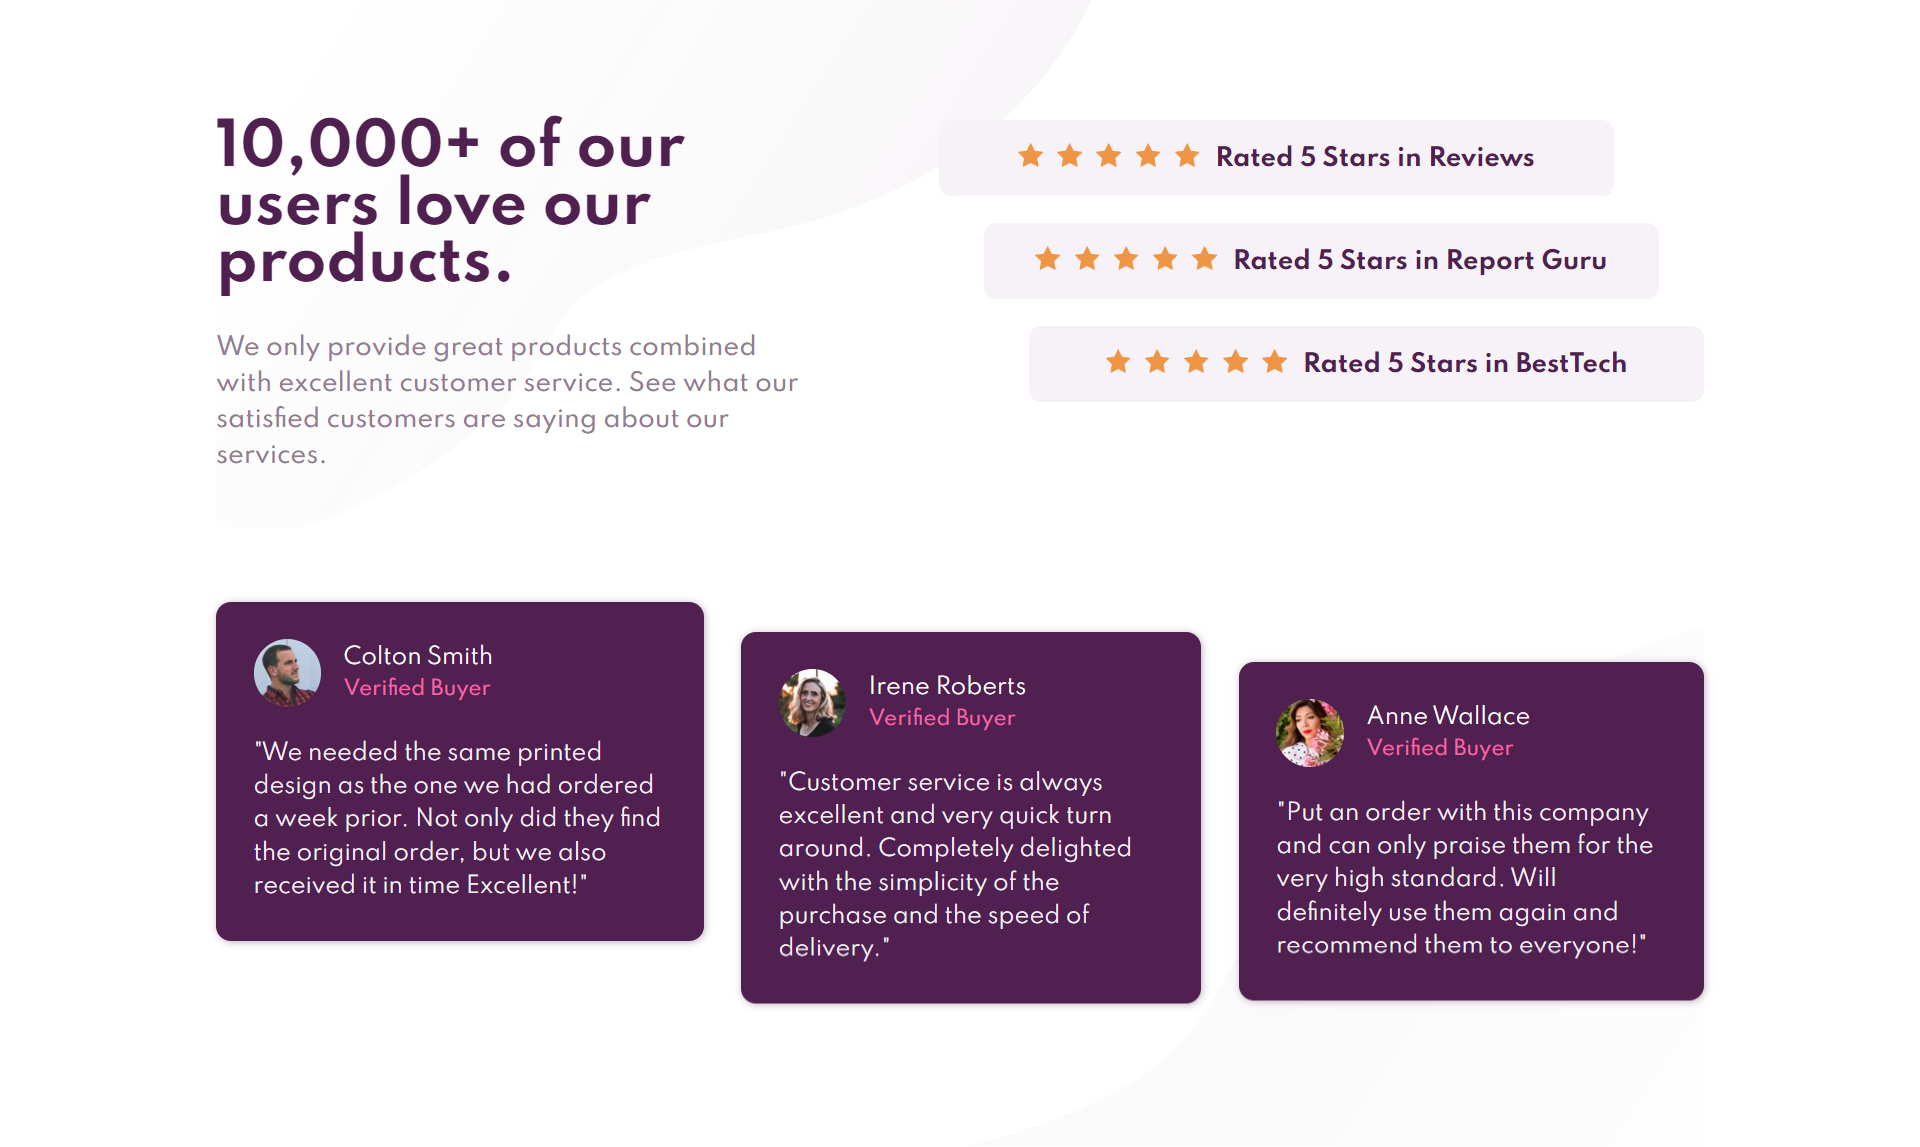 10,000+ of our
users love our
products.
We only provide great products combined
with excellent customer service. See what our
satisfied customers are saying about our
services.
Rated 5 Stars in Reviews
Rated 5 Stars in Report Guru
Rated 5 Stars in BestTech
Colton Smith
Verified Buyer
"We needed the same printed
design as the one we had ordered
a week prior. Not only did they find
the original order, but we also
received it in time Excellent!"
Irene Roberts
Verified Buyer
"Customer service is always
excellent and very quick turn
around. Completely delighted
with the simplicity of the
purchase and the speed of
delivery."
Anne Wallace
Verified Buyer
"Put an order with this company
and can only praise them for the
very high standard. Will
definitely use them again and
recommend them to everyone!"